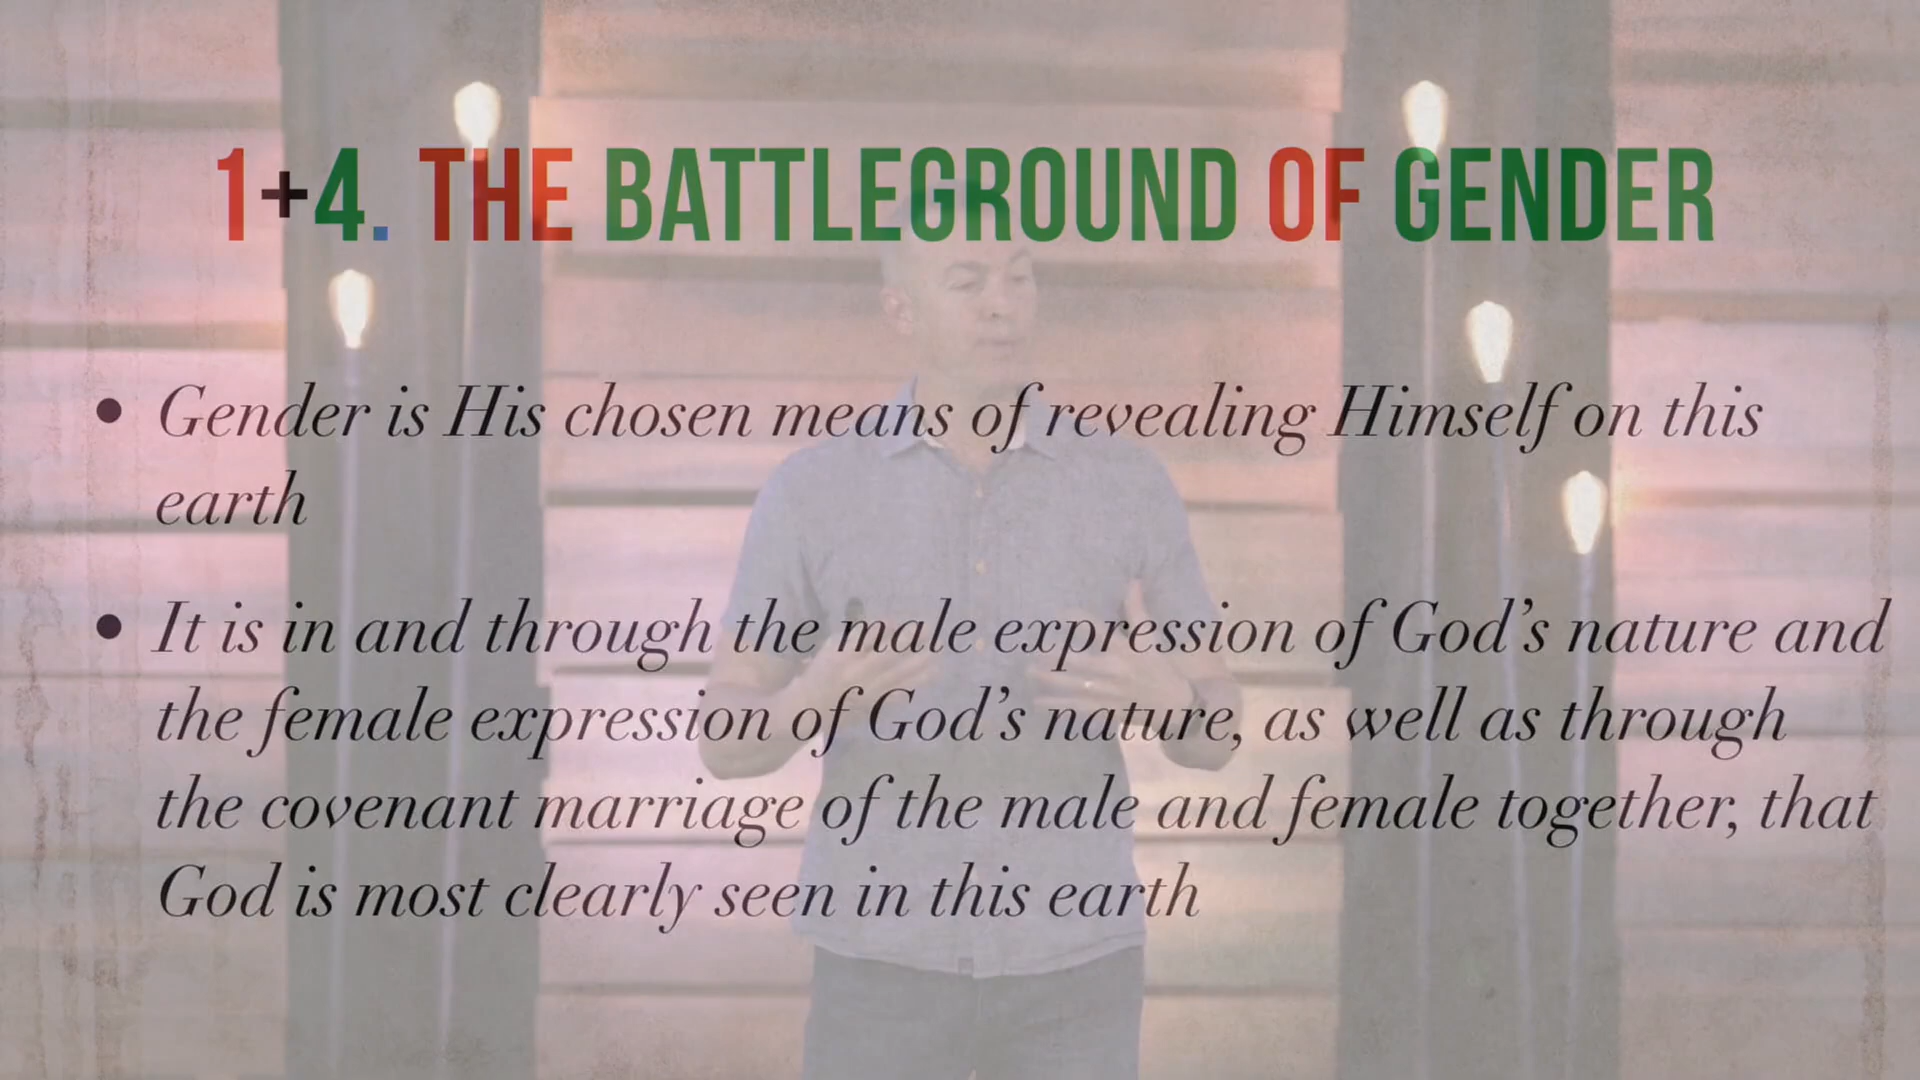 1+4. THE BATTLEGROUND OF GENDER
• Gender is His chosen means of revealing Himself on this
earth
• It is in and through the male expression of God’s nature and
the female expression of God’s nature, as well as through
the covenant marriage of the male and female together, that
God is most clearly seen in this earth